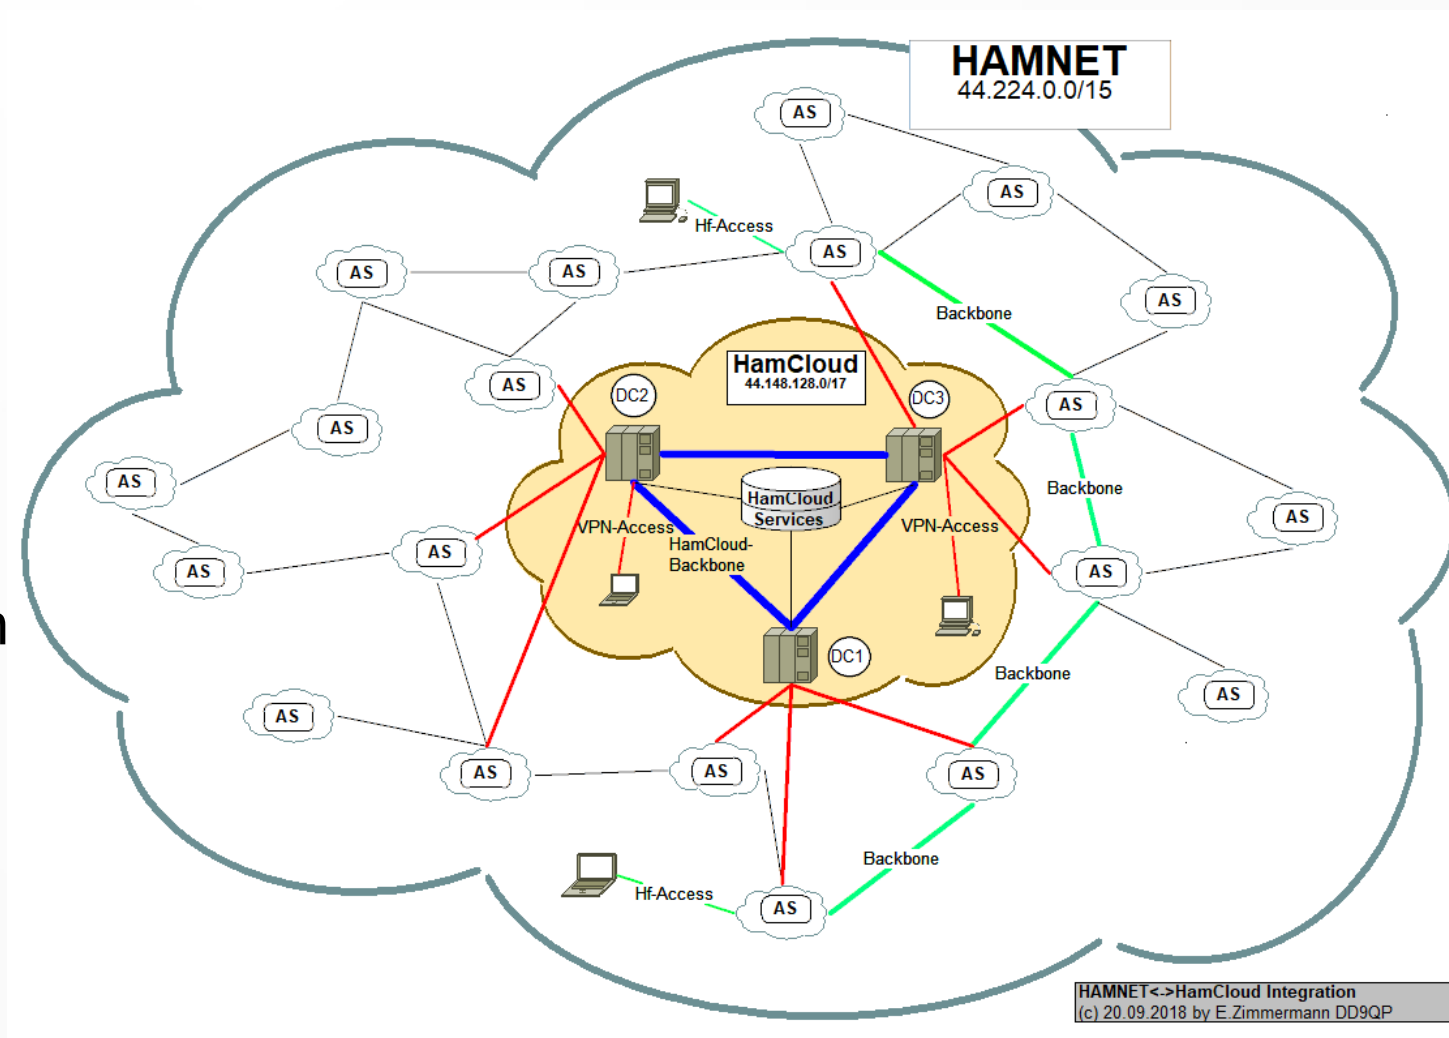 HAMNET
44.224.0.0/15
AS
AS
Hf-Access
AS
AS
AS
AS
Backbone
HamCloud
44.148.128.0/17
AS
DC2
DC3
AS
AS
AS
AS
Backbone
HamCloud
Services
AS
VPN-Access
VPN-Access
HamCloud-
Backbone
AS
AS
AS
n
DC1
Backbone
AS
AS
AS
AS
AS
Backbone
Hf-Access
AS
HAMNET<->HamCloud Integration
(c) 20.09.2018 by E.Zimmermann DD9QP